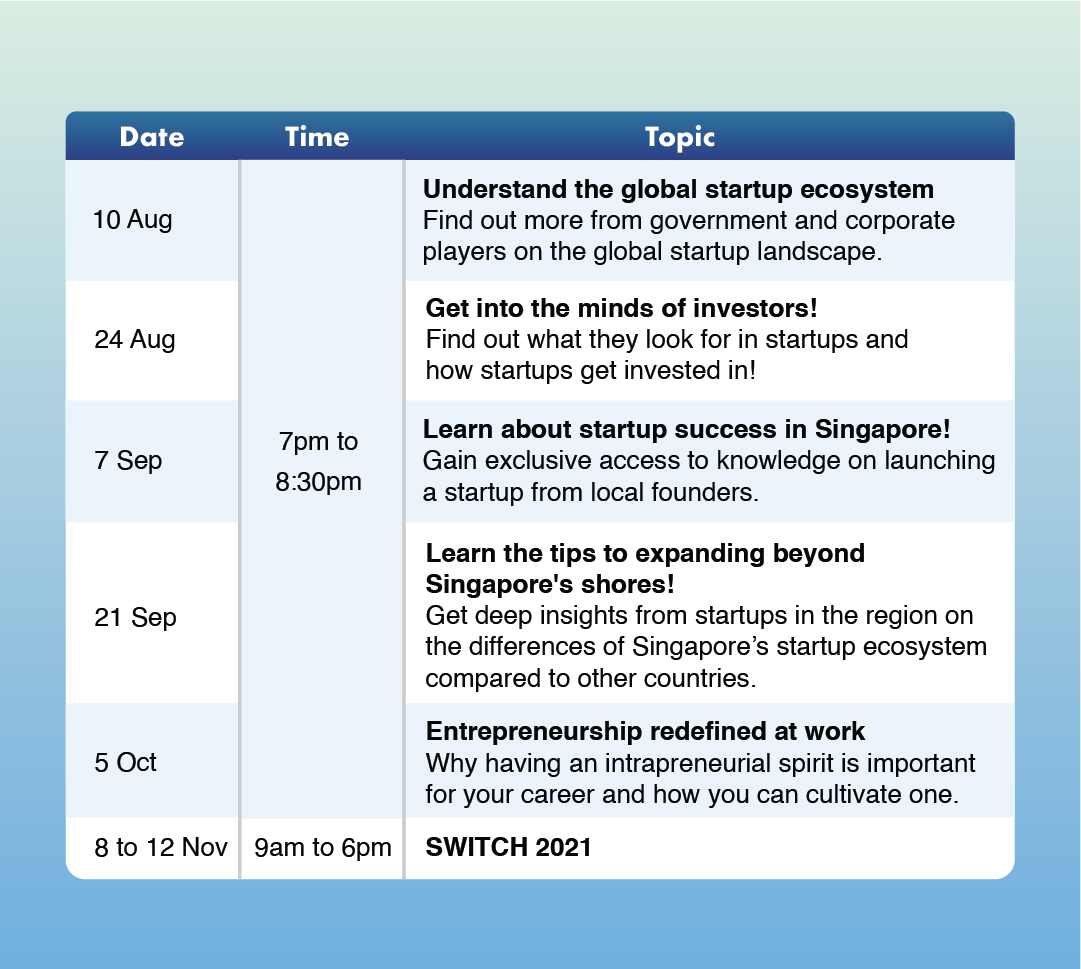 Date Time Topic
10 Aug
Understand the global startup ecosystem
Find out more from government and corporate
players on the global startup landscape.
24 Aug
Get into the minds of investors!
Find out what they look for in startups and
how startups get invested in!
7 Sep
7pm to
8:30pm
Learn about startup success in Singapore!
Gain exclusive access to knowledge on launching
a startup from local founders.
21 Sep
Learn the tips to expanding beyond
Singapore's shores!
Get deep insights from startups in the region on
the differences of Singapore’s startup ecosystem
compared to other countries.
5 Oct
Entrepreneurship redefined at work
Why having an intrapreneurial spirit is important
for your career and how you can cultivate one.
8 to 12 Nov 9am to 6pm SWITCH 2021